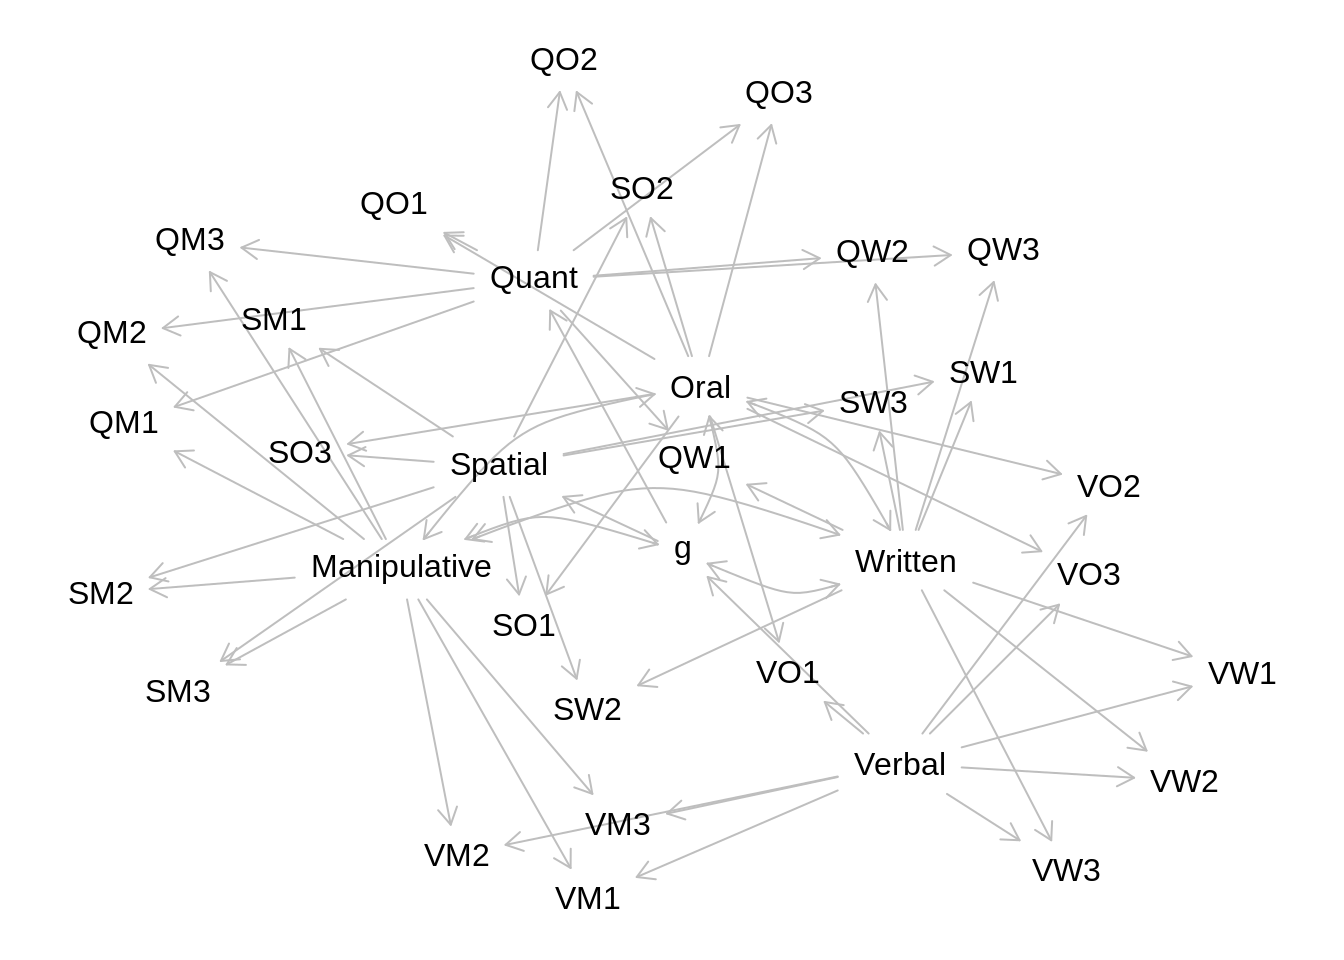 QO2
QO3
SO2
QO1
QM3
QW2
QW3
Quant
SM1
QM2
SW1
Oral
SW3
QM1
SO3
QW1
Spatial
VO2
g
Written
Manipulative
VO3
SM2
SO1
VO1
VW1
SM3
SW2
Verbal
VW2
VM3
VM2
VW3
VM1